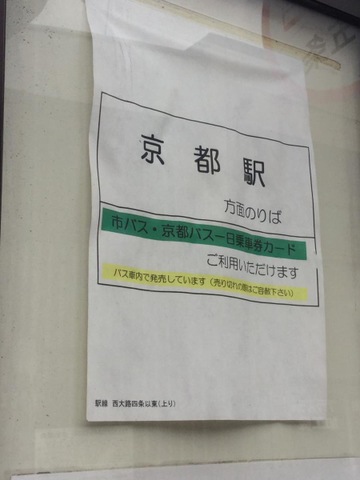 京都駅
方面のりば
市バス・京都バス一日乗車券カード
ご利用いただけます
バス車内で発売しています（売り切れの際はご容赦下さい）
駅線 西大路四条以東（上り）